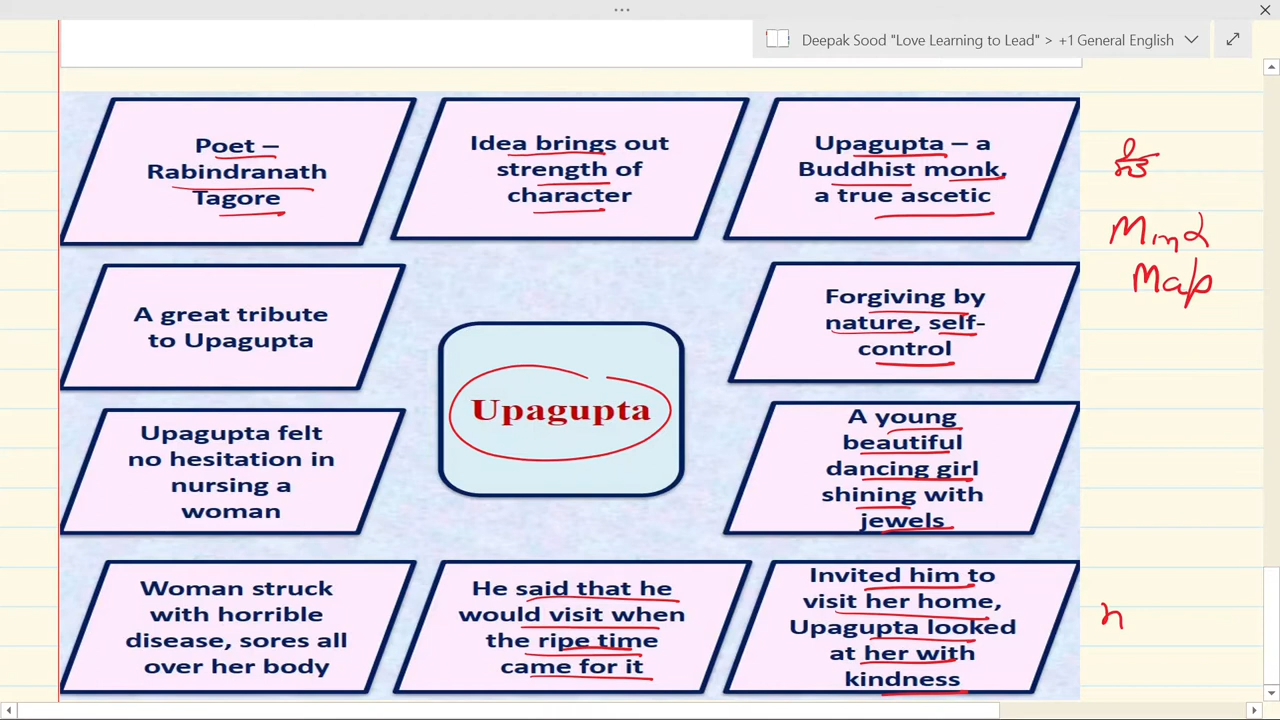 Deepak Sood "Love Learning to Lead" > +1 General English
Poet –
Rabindranath
Tagore
Idea brings out
strength of
character
Upagupta – a
Buddhist monk,
a true ascetic
Mind
Map
A great tribute
to Upagupta
Forgiving by
nature, self-
control
Upagupta
Upagupta felt
no hesitation in
nursing a
woman
A young
beautiful
dancing girl
shining with
jewels
Woman struck
with horrible
disease, sores all
over her body
He said that he
would visit when
the ripe time
came for it
Invited him to
visit her home,
Upagupta looked
at her with
kindness
n